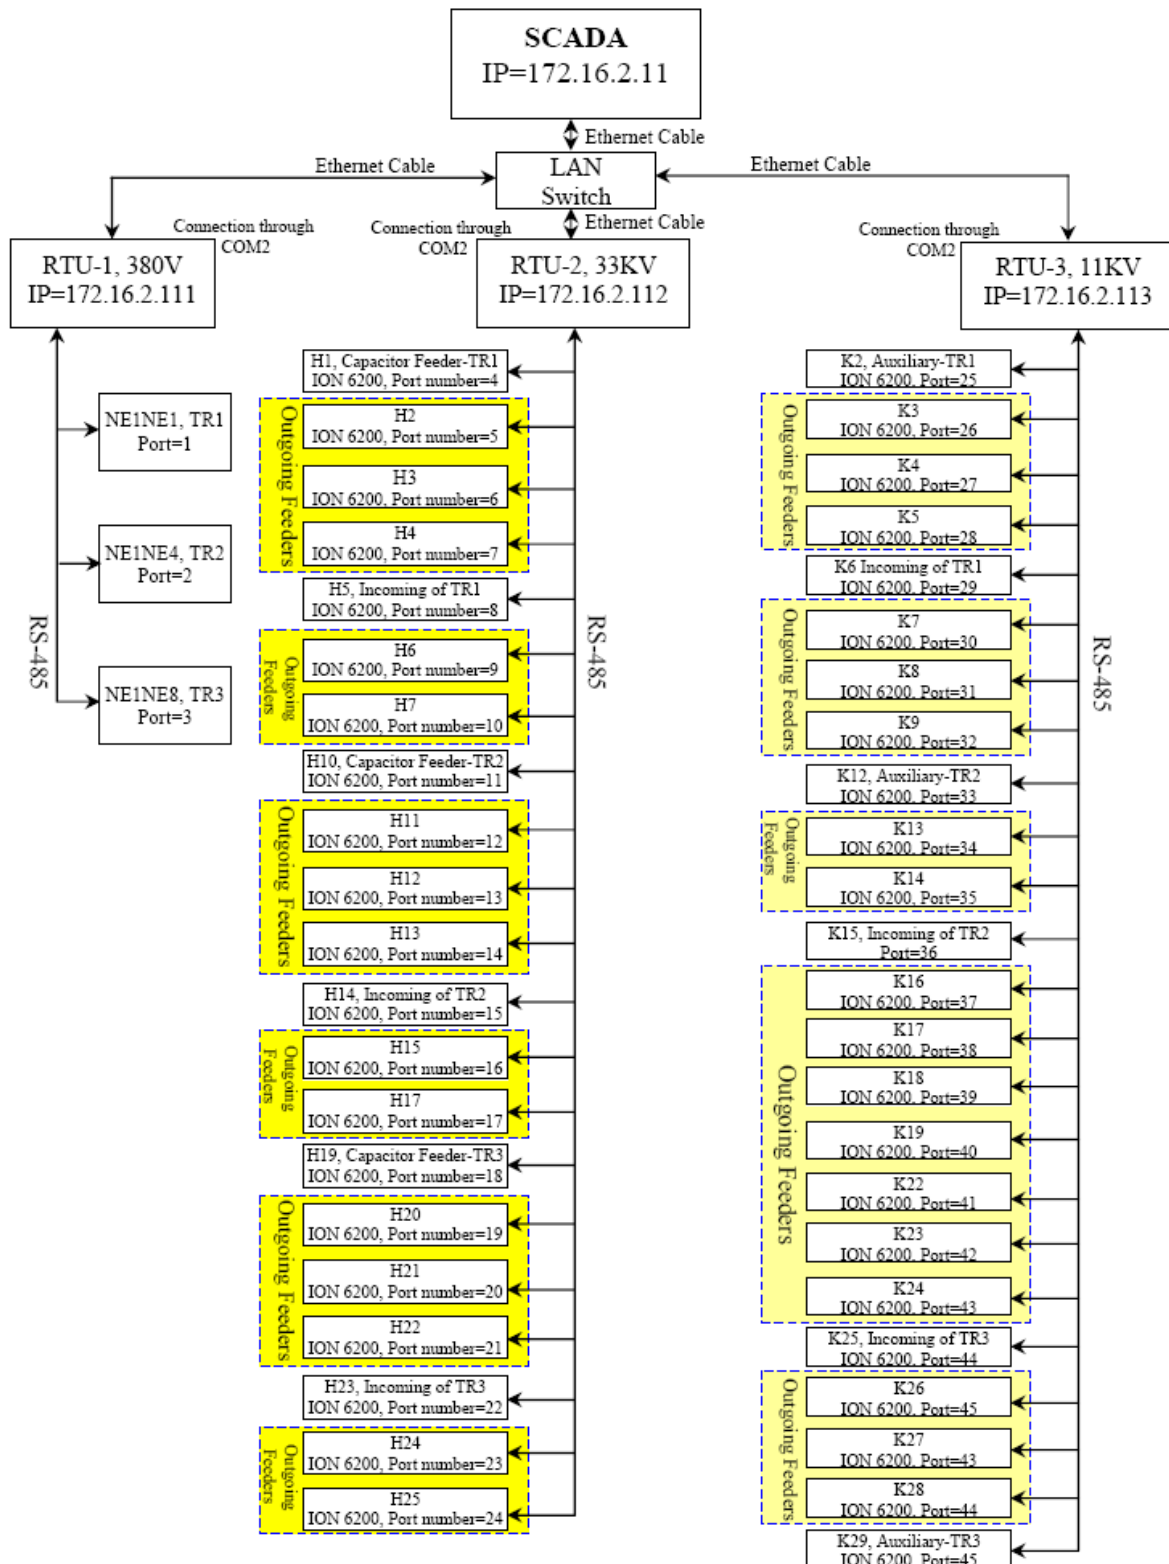 SCADA
IP=172.16.2.11
Ethernet Cable
LAN
Switch
Ethernet Cable
Ethernet Cable
Ethernet Cable
Connection through
COM2
RTU-1, 380V
IP=172.16.2.111
Connection through
COM2
RTU-2, 33KV
IP=172.16.2.112
Connection through
COM2
RTU-3, 11KV
IP=172.16.2.113
RS-485
NE1NE1, TR1
Port=1
NE1NE4, TR2
Port=2
NE1NE8, TR3
Port=3
RS-485
H1, Capacitor Feeder-TR1
ION 6200, Port number=4
Outgoing Feeders
H2
ION 6200, Port number=5
H3
ION 6200, Port number=6
H4
ION 6200, Port number=7
H5, Incoming of TR1
ION 6200, Port number=8
Outgoing
Feeders
H6
ION 6200, Port number=9
H7
ION 6200, Port number=10
H10, Capacitor Feeder-TR2
ION 6200, Port number=11
Outgoing Feeders
H11
ION 6200, Port number=12
H12
ION 6200, Port number=13
H13
ION 6200, Port number=14
H14, Incoming of TR2
ION 6200, Port number=15
Outgoing
Feeders
H15
ION 6200, Port number=16
H17
ION 6200, Port number=17
H19, Capacitor Feeder-TR3
ION 6200, Port number=18
Outgoing Feeders
H20
ION 6200, Port number=19
H21
ION 6200, Port number=20
H22
ION 6200, Port number=21
H23, Incoming of TR3
ION 6200, Port number=22
Outgoing
Feeders
H24
ION 6200, Port number=23
H25
ION 6200, Port number=24
RS-485
K2, Auxiliary-TR1
ION 6200, Port=25
Outgoing Feeders
K3
ION 6200, Port=26
K4
ION 6200, Port=27
K5
ION 6200, Port=28
K6 Incoming of TR1
ION 6200, Port=29
Outgoing Feeders
K7
ION 6200, Port=30
K8
ION 6200, Port=31
K9
ION 6200, Port=32
K12, Auxiliary-TR2
ION 6200, Port=33
Outgoing
Feeders
K13
ION 6200, Port=34
K14
ION 6200, Port=35
K15, Incoming of TR2
Port=36
Outgoing Feeders
K16
ION 6200, Port=37
K17
ION 6200, Port=38
K18
ION 6200, Port=39
K19
ION 6200, Port=40
K22
ION 6200, Port=41
K23
ION 6200, Port=42
K24
ION 6200, Port=43
K25, Incoming of TR3
ION 6200, Port=44
Outgoing Feeders
K26
ION 6200, Port=45
K27
ION 6200, Port=43
K28
ION 6200, Port=44
K29, Auxiliary-TR3
ION 6200, Port=45